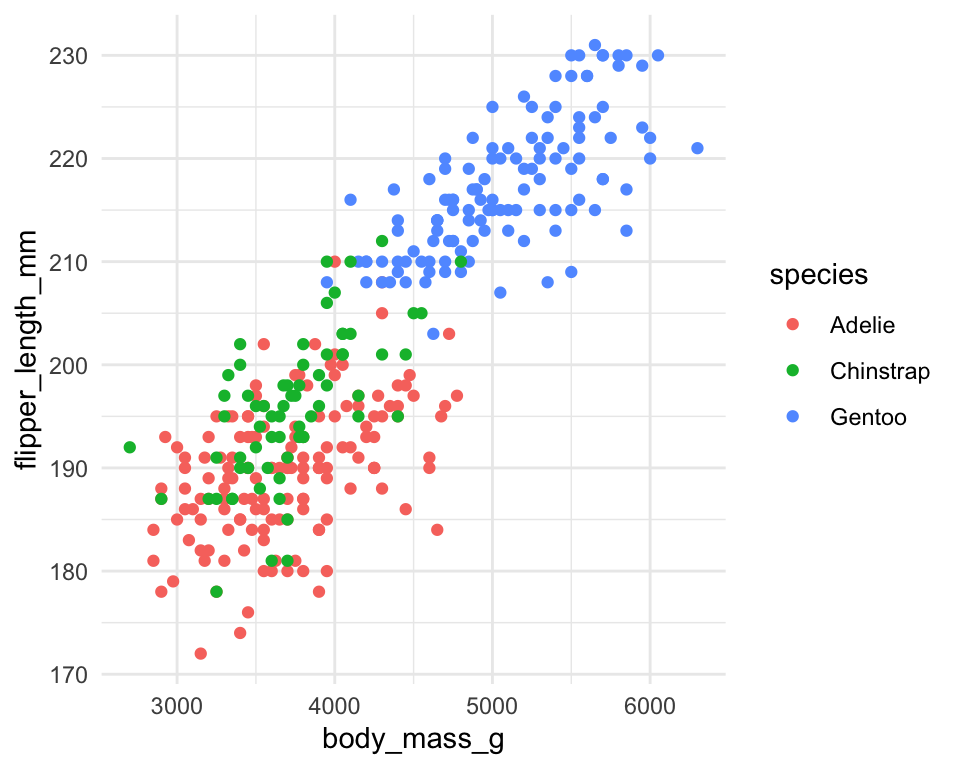 230
220
210
200
190
180
170
flipper_length_mm
3000 4000 5000 6000
body_mass_g
species
Adelie
Chinstrap
Gentoo